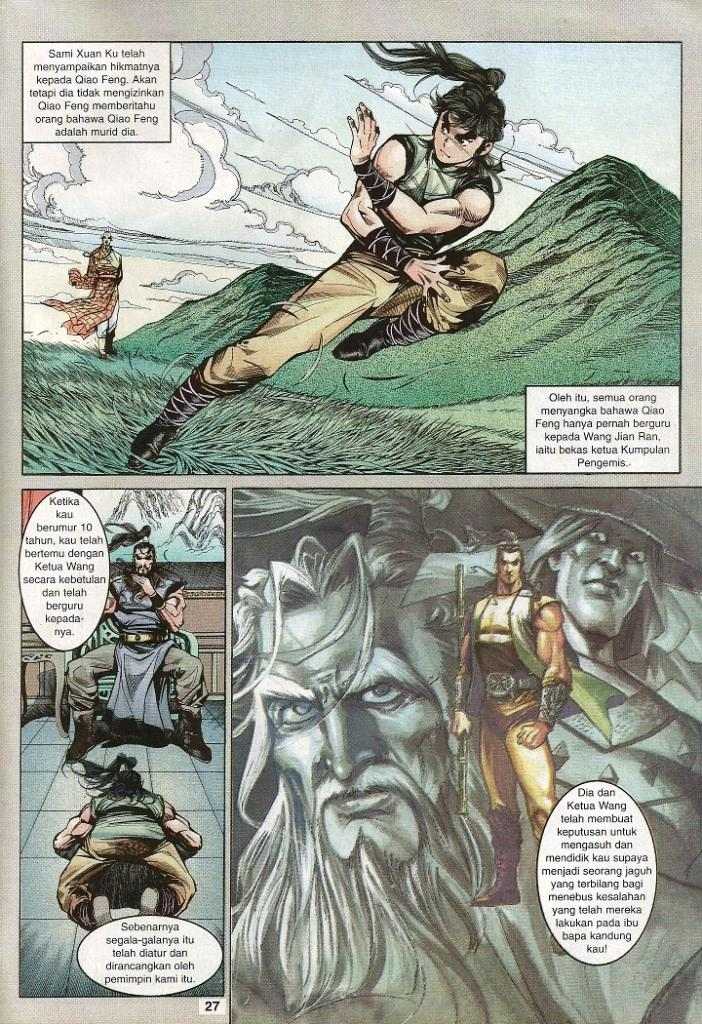 Sami Xuan Ku telah
menyampaikan hikmatnya
kepada Qiao Feng. Akan
tetapi dia tidak mengizinkan
Qiao Feng memberitahu
orang bahawa Qiao Feng
adalah murid dia.
Oleh itu, semua orang
menyangka bahawa Qiao
Feng hanya pernah berguru
kepada Wang Jian Ran,
iaitu bekas ketua Kumpulan
Pengemis.
Ketika
kau
berumur 10
tahun, kau telah
bertemu dengan
Ketua Wang
secara kebetulan
dan telah
berguru
kepada-
nya.
Sebenarnya
segala-galanya itu
telah diatur dan
dirancangkan oleh
pemimpin kami itu.
Dia dan
Ketua Wang
telah membuat
keputusan untuk
mengasuh dan
mendidik kau supaya
menjadi seorang jaguh
yang terbilang bagi
menebus kesalahan
yang telah mereka
lakukan pada ibu
bapa kandung
kau!
27